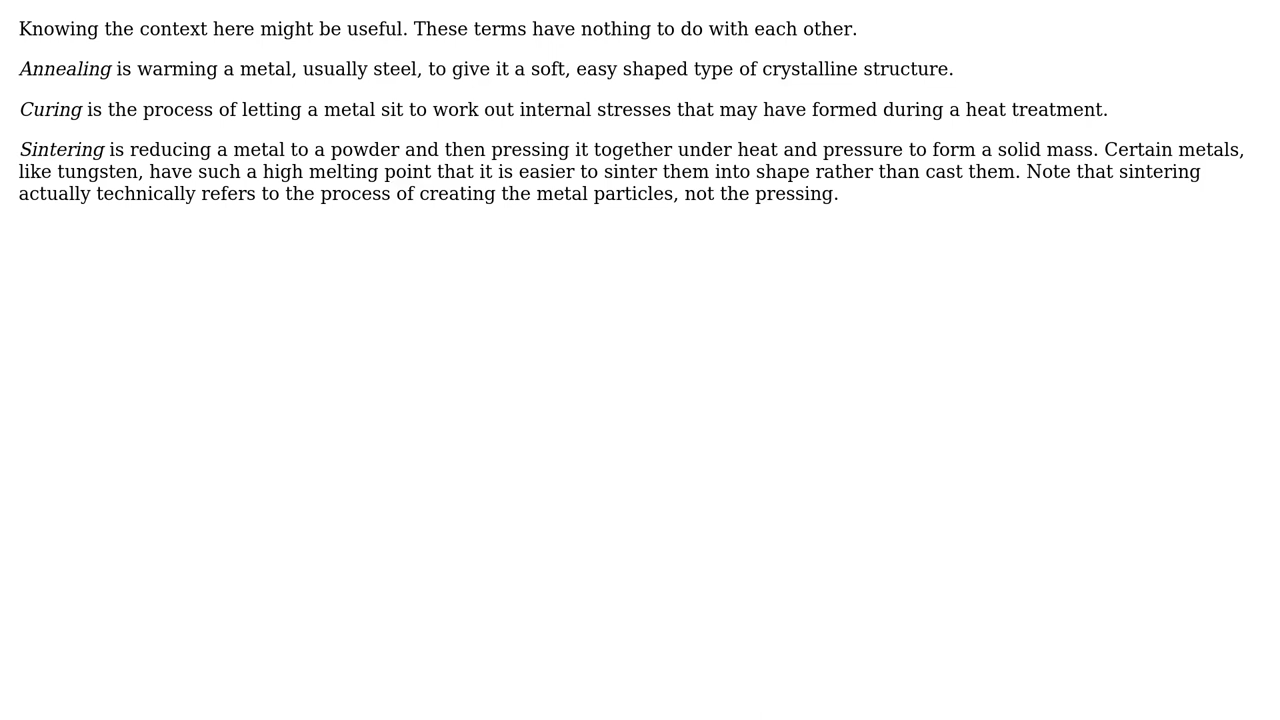 Knowing the context here might be useful. These terms have nothing to do with each other.
Annealing is warming a metal, usually steel, to give it a soft, easy shaped type of crystalline structure.
Curing is the process of letting a metal sit to work out internal stresses that may have formed during a heat treatment.
Sintering is reducing a metal to a powder and then pressing it together under heat and pressure to form a solid mass. Certain metals,
like tungsten, have such a high melting point that it is easier to sinter them into shape rather than cast them. Note that sintering
actually technically refers to the process of creating the metal particles, not the pressing.